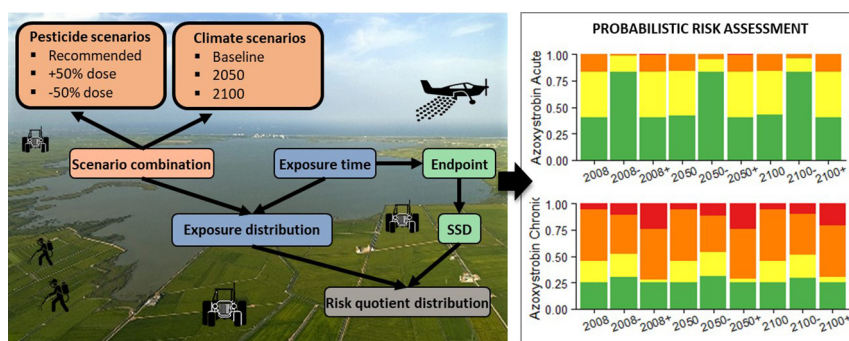 Pesticide scenarios
▪ Recommended
▪ +50% dose
▪ -50% dose
Climate scenarios
▪ Baseline
▪ 2050
▪ 2100
Scenario combination
Exposure time
Endpoint
Exposure distribution
SSD
Risk quotient distribution
PROBABILISTIC RISK ASSESSMENT
Azoxystrobin Acute
1.00
0.75
0.50
0.25
0.00
2008 2008- 2008+ 2050 2050- 2050+ 2100 2100- 2100+
Azoxystrobin Chronic
1.00
0.75
0.50
0.25
0.00
2008 2008- 2008+ 2050 2050- 2050+ 2100 2100- 2100+